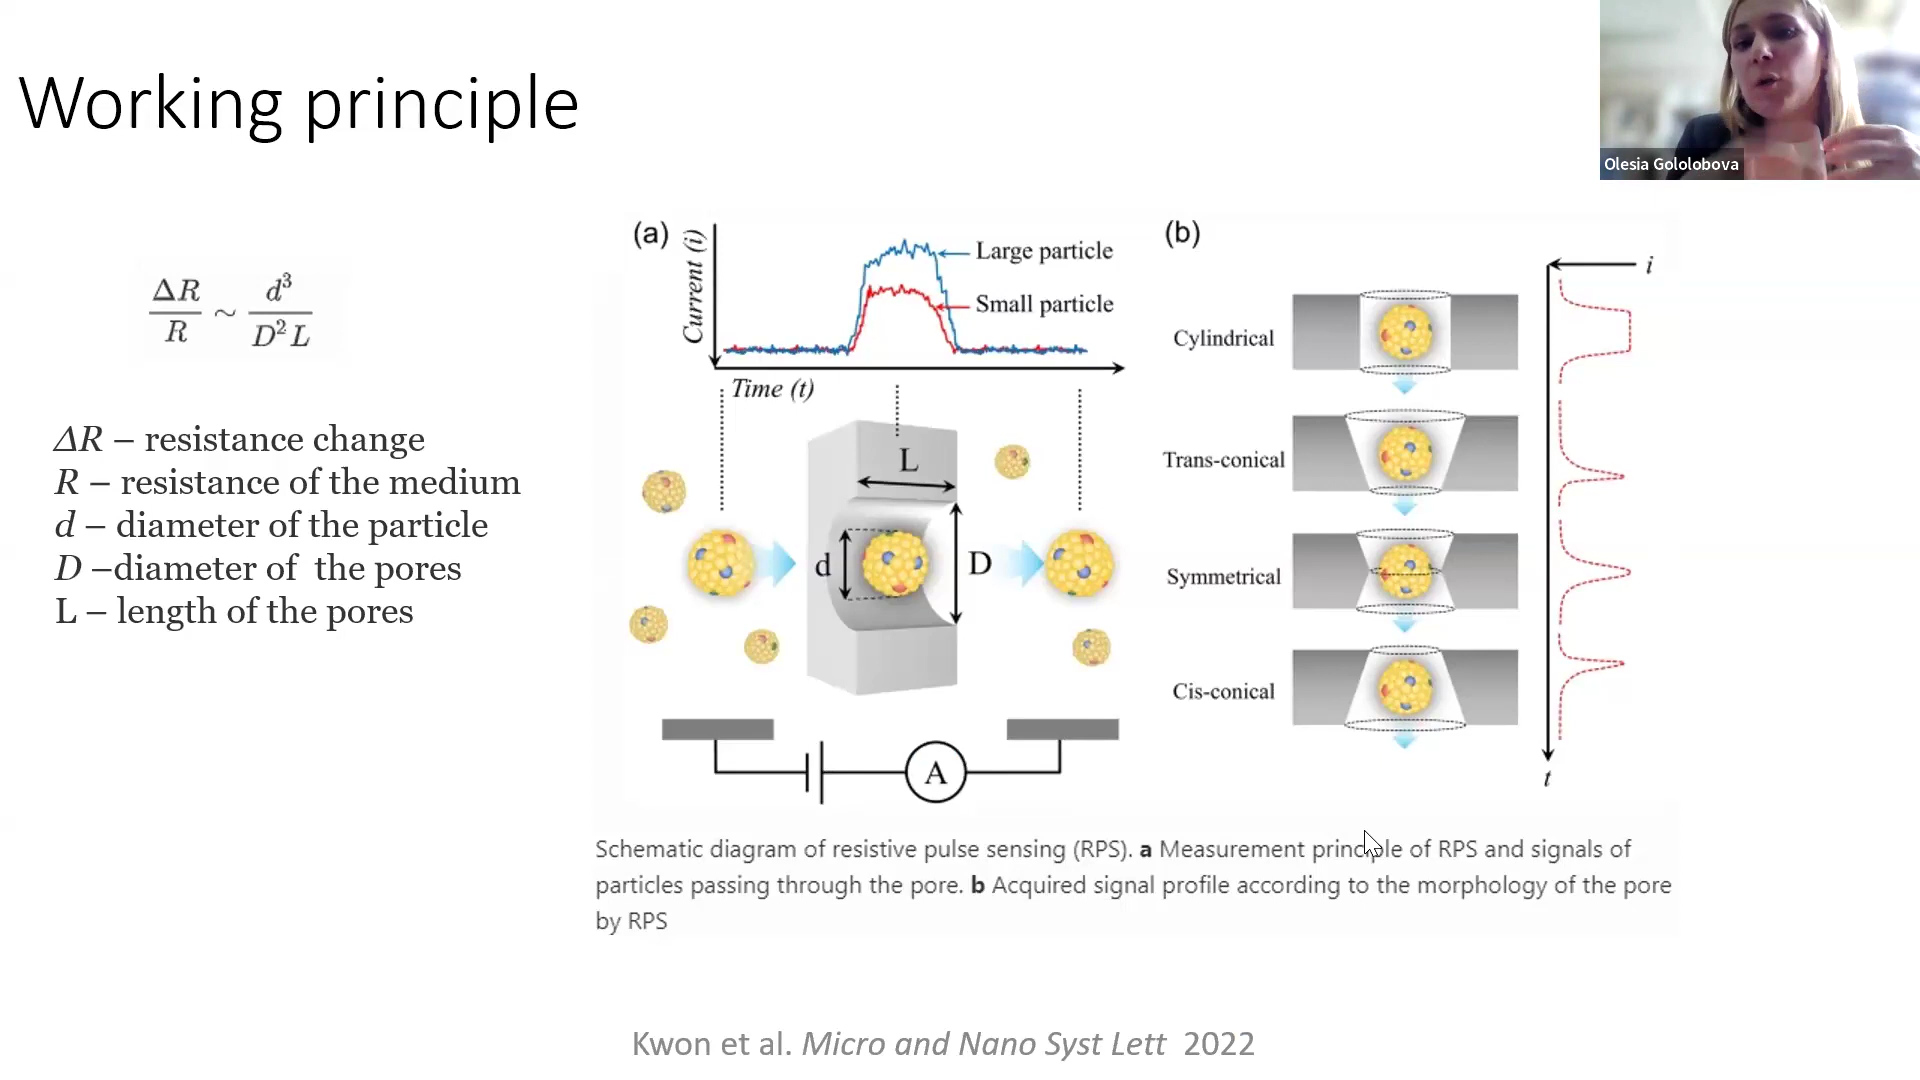 Working principle
Olesia Gololobova
ΔR
R
~
d³
D² L
ΔR – resistance change
R – resistance of the medium
d – diameter of the particle
D –diameter of the pores
L – length of the pores
(a)
Current (i)
Large particle
Small particle
Time (t)
L
d
D
A
(b)
i
Cylindrical
Trans-conical
Symmetrical
Cis-conical
t
Schematic diagram of resistive pulse sensing (RPS). a Measurement principle of RPS and signals of
particles passing through the pore. b Acquired signal profile according to the morphology of the pore
by RPS
Kwon et al. Micro and Nano Syst Lett 2022